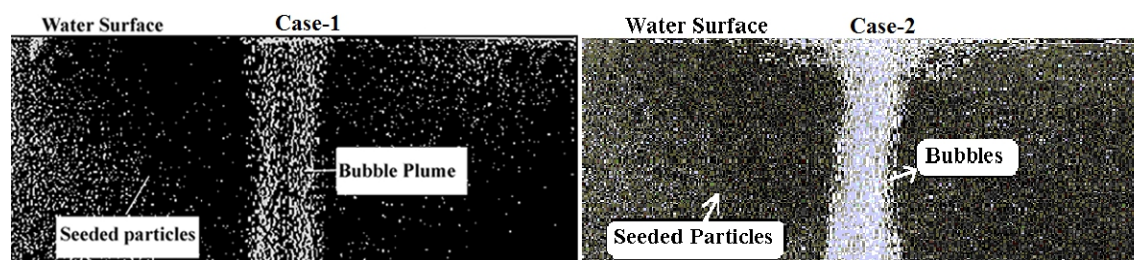 Water Surface
Case-1
Bubble Plume
Seeded particles
Water Surface
Case-2
Bubbles
Seeded Particles